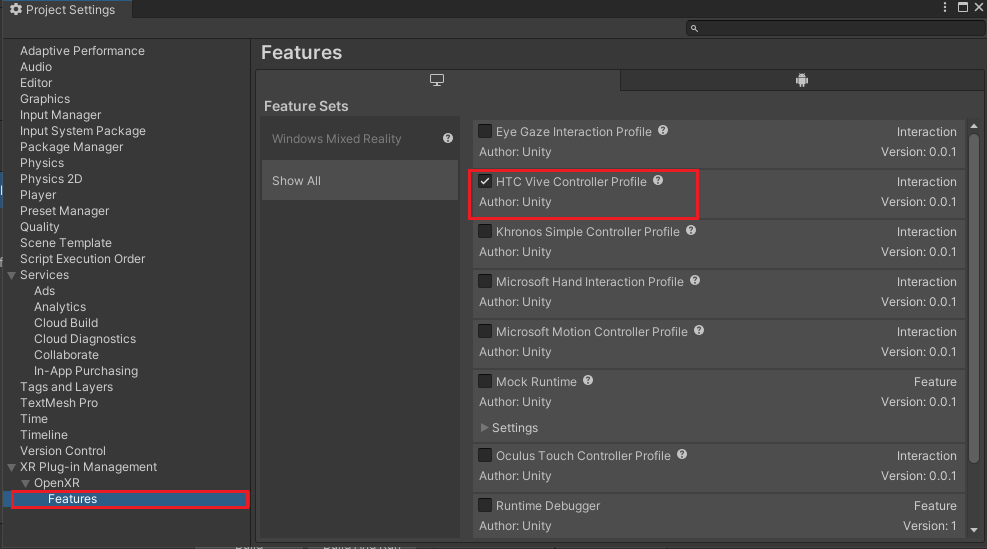 Project Settings
Adaptive Performance
Audio
Editor
Graphics
Input Manager
Input System Package
Package Manager
Physics
Physics 2D
Player
Preset Manager
Quality
Scene Template
Script Execution Order
Services
Ads
Analytics
Cloud Build
Cloud Diagnostics
Collaborate
In-App Purchasing
Tags and Layers
TextMesh Pro
Time
Timeline
Version Control
XR Plug-in Management
OpenXR
Features
Features
Feature Sets
Windows Mixed Reality
Show All
Eye Gaze Interaction Profile Interaction
Author: Unity Version: 0.0.1
HTC Vive Controller Profile Interaction
Author: Unity Version: 0.0.1
Khronos Simple Controller Profile Interaction
Author: Unity Version: 0.0.1
Microsoft Hand Interaction Profile Interaction
Author: Unity Version: 0.0.1
Microsoft Motion Controller Profile Interaction
Author: Unity Version: 0.0.1
Mock Runtime Feature
Author: Unity Version: 0.0.1
Settings
Oculus Touch Controller Profile Interaction
Author: Unity Version: 0.0.1
Runtime Debugger Feature
Author: Unity Version: 1